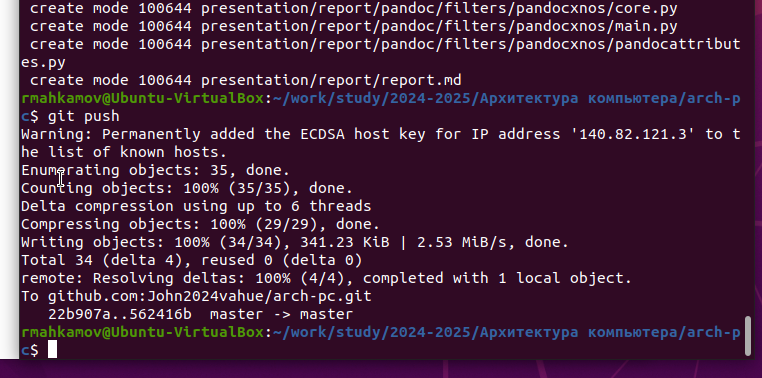 create mode 100644 presentation/report/pandoc/filters/pandocxnos/core.py
create mode 100644 presentation/report/pandoc/filters/pandocxnos/main.py
create mode 100644 presentation/report/pandoc/filters/pandocxnos/pandocattribut
es.py
create mode 100644 presentation/report/report.md
rmahkamov@Ubuntu-VirtualBox:~/work/study/2024-2025/Архитектура компьютера/arch-p
c$ git push
Warning: Permanently added the ECDSA host key for IP address '140.82.121.3' to t
he list of known hosts.
Enumerating objects: 35, done.
Counting objects: 100% (35/35), done.
Delta compression using up to 6 threads
Compressing objects: 100% (29/29), done.
Writing objects: 100% (34/34), 341.23 KiB | 2.53 MiB/s, done.
Total 34 (delta 4), reused 0 (delta 0)
remote: Resolving deltas: 100% (4/4), completed with 1 local object.
To github.com:John2024vahue/arch-pc.git
22b907a..562416b  master -> master
rmahkamov@Ubuntu-VirtualBox:~/work/study/2024-2025/Архитектура компьютера/arch-p
c$